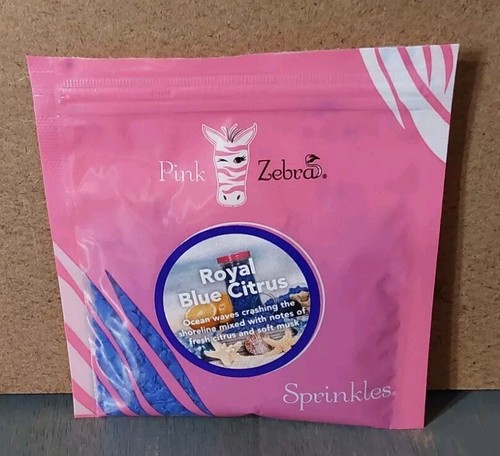 Pink Zebra®
Royal
Blue Citrus
Ocean waves crashing the
shoreline mixed with notes of
fresh citrus and soft musk
Sprinkles